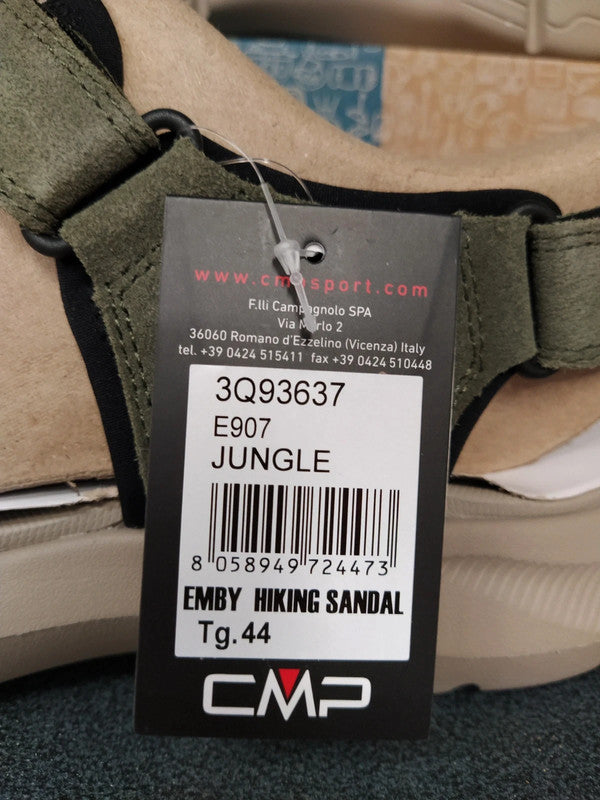 www.cmpsport.com
F.lli Campagnolo SPA
Via Merlo 2
36060 Romano d'Ezzelino (Vicenza) Italy
tel. +39 0424 515411 fax +39 0424 510448
3Q93637
E907
JUNGLE
8 058949 724473
EMBY HIKING SANDAL
Tg.44
CMP